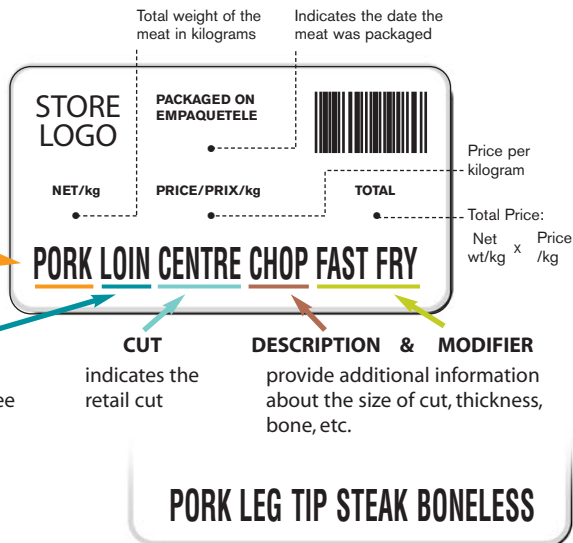 Total weight of the
meat in kilograms
Indicates the date the
meat was packaged
STORE
LOGO
PACKAGED ON
EMPAQUETELE
Price per
kilogram
NET/kg PRICE/PRIX/kg TOTAL
Total Price:
Net wt/kg x Price /kg
PORK LOIN CENTRE CHOP FAST FRY
CUT
indicates the
retail cut
ee
DESCRIPTION & MODIFIER
provide additional information
about the size of cut, thickness,
bone, etc.
PORK LEG TIP STEAK BONELESS